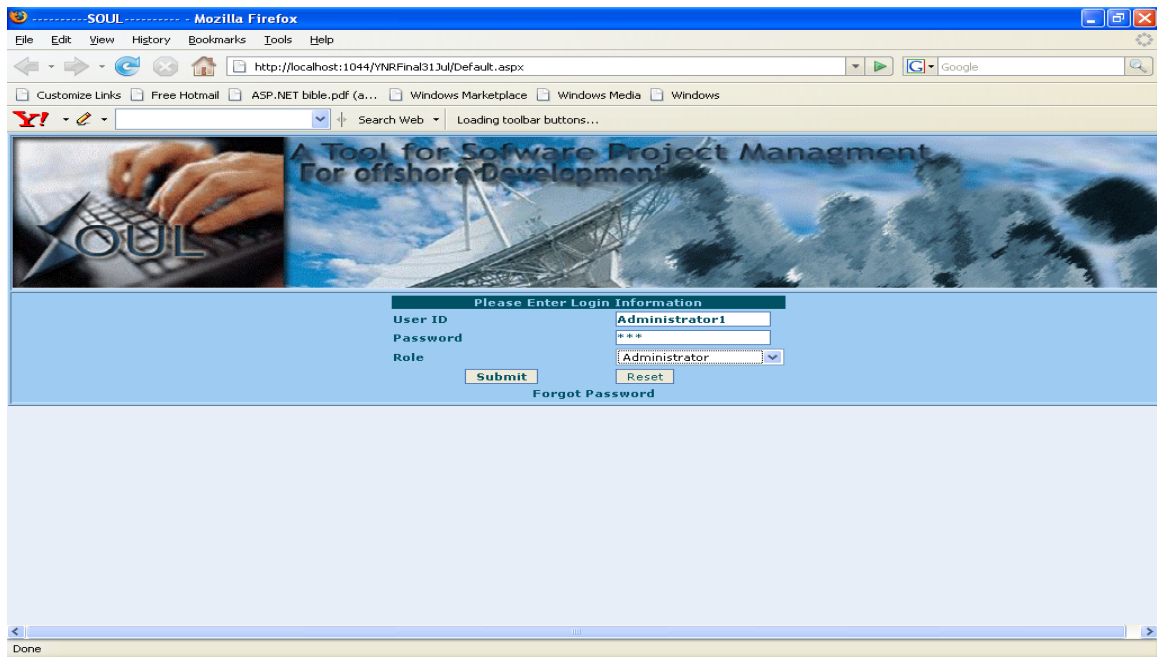 ----------SOUL---------- - Mozilla Firefox
File Edit View History Bookmarks Tools Help
http://localhost:1044/YNRFinal31Jul/Default.aspx
G Google
Customize Links Free Hotmail ASP.NET bible.pdf (a... Windows Marketplace Windows Media Windows
Y! Search Web Loading toolbar buttons...
A Tool for Sofware Project Managment
For offshore Development
SOUL
Please Enter Login Information
User ID Administrator1
Password ***
Role Administrator
Submit Reset
Forgot Password
Done